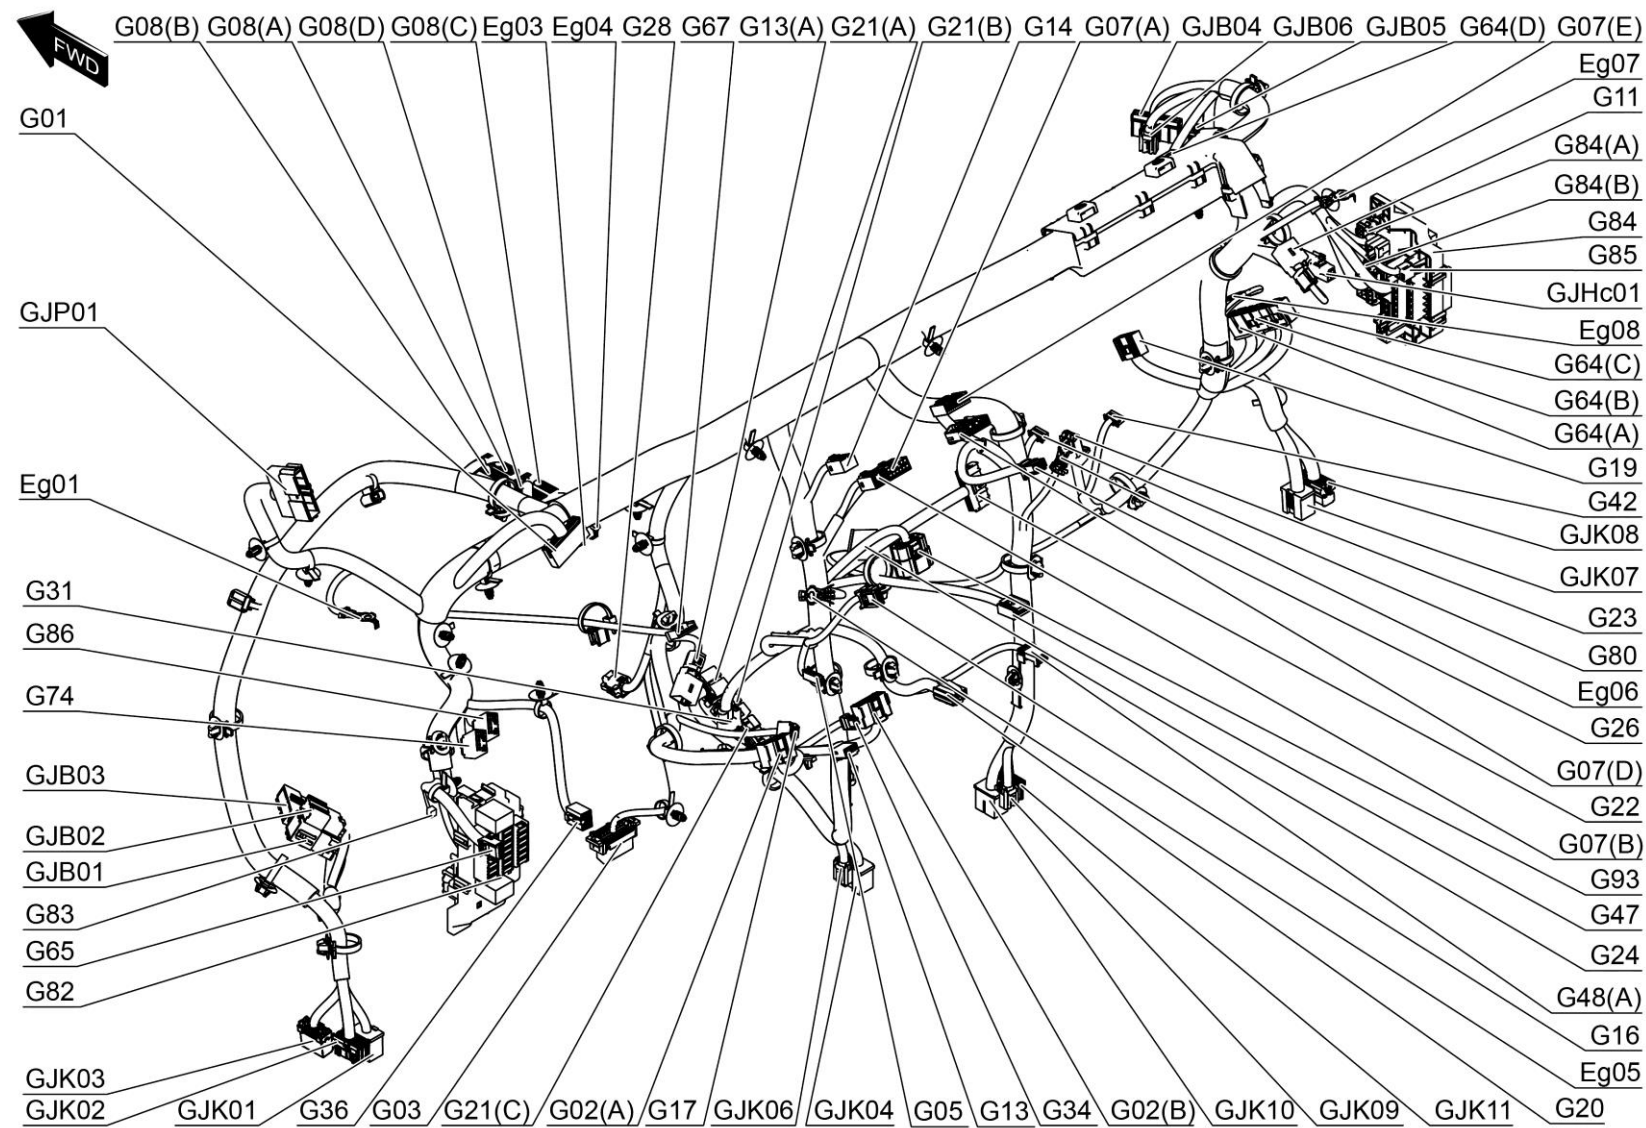 FWD
G08(B) G08(A) G08(D) G08(C) Eg03 Eg04 G28 G67 G13(A) G21(A) G21(B) G14 G07(A) GJB04 GJB06 GJB05 G64(D) G07(E)
Eg07
G11
G84(A)
G84(B)
G84
G85
GJHc01
Eg08
G64(C)
G64(B)
G64(A)
G19
G42
GJK08
GJK07
G23
G80
Eg06
G26
G07(D)
G22
G07(B)
G93
G47
G24
G48(A)
G16
Eg05
G20
G01
GJP01
Eg01
G31
G86
G74
GJB03
GJB02
GJB01
G83
G65
G82
GJK03
GJK02
GJK01 G36 G03 G21(C) G02(A) G17 GJK06 GJK04 G05 G13 G34 G02(B) GJK10 GJK09 GJK11